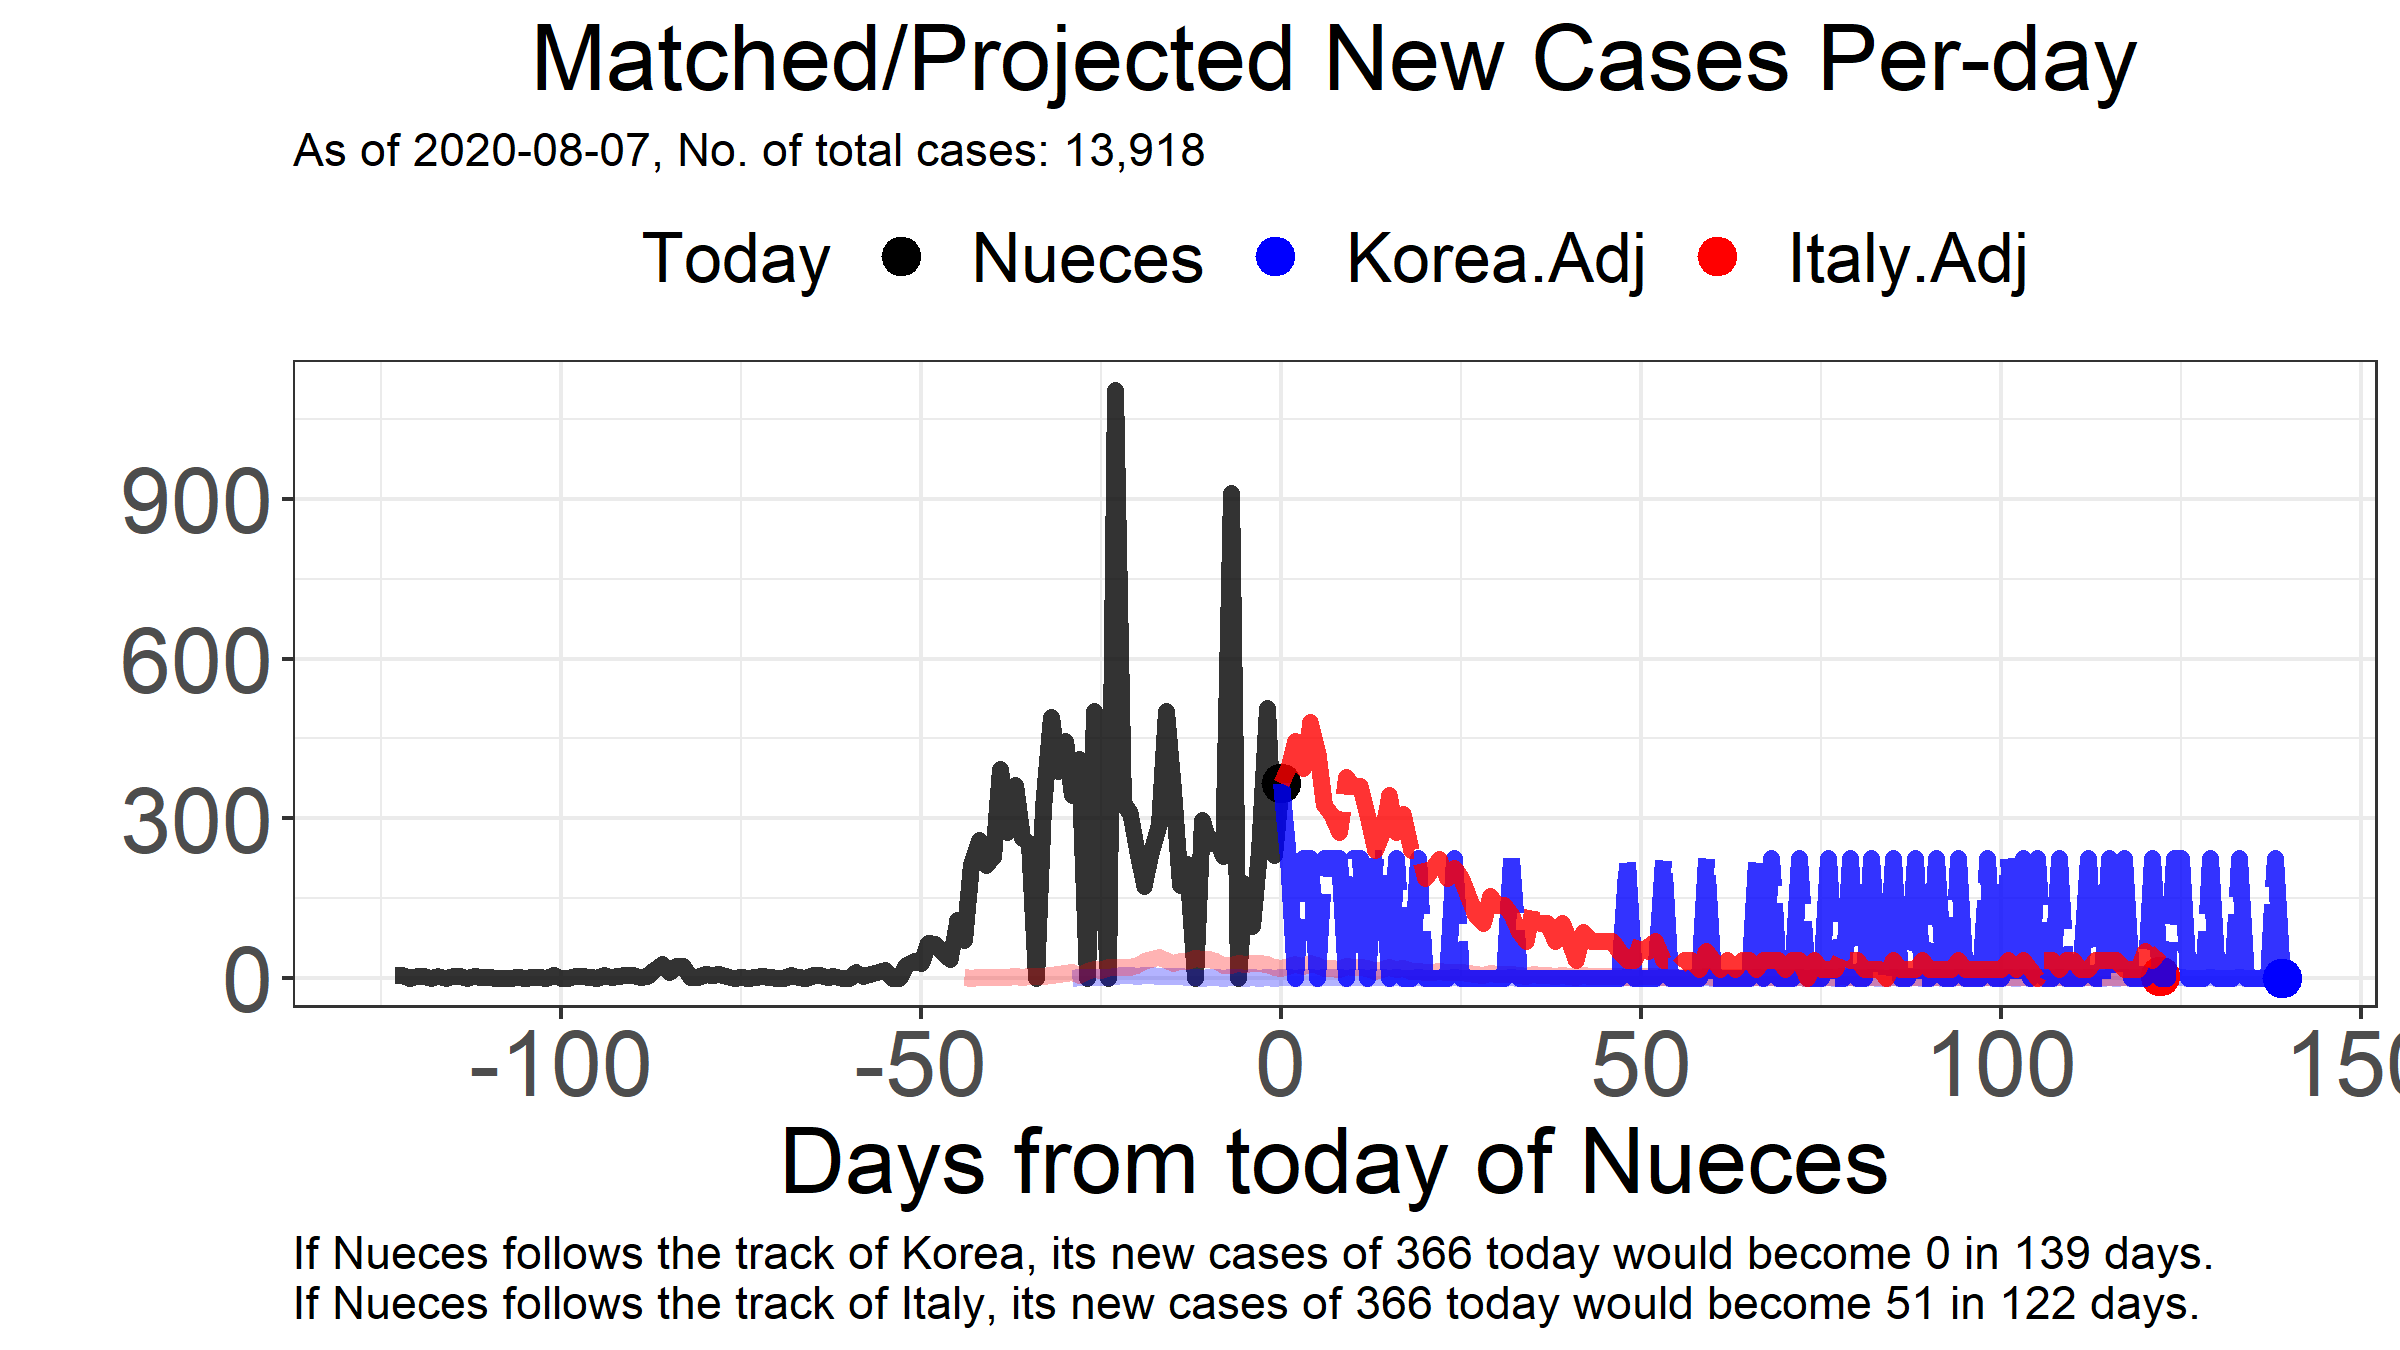 Matched/Projected New Cases Per-day
As of 2020-08-07, No. of total cases: 13,918
Today Nueces Korea.Adj Italy.Adj
900
600
300
0
-100 -50 0 50 100 150
Days from today of Nueces
If Nueces follows the track of Korea, its new cases of 366 today would become 0 in 139 days.
If Nueces follows the track of Italy, its new cases of 366 today would become 51 in 122 days.